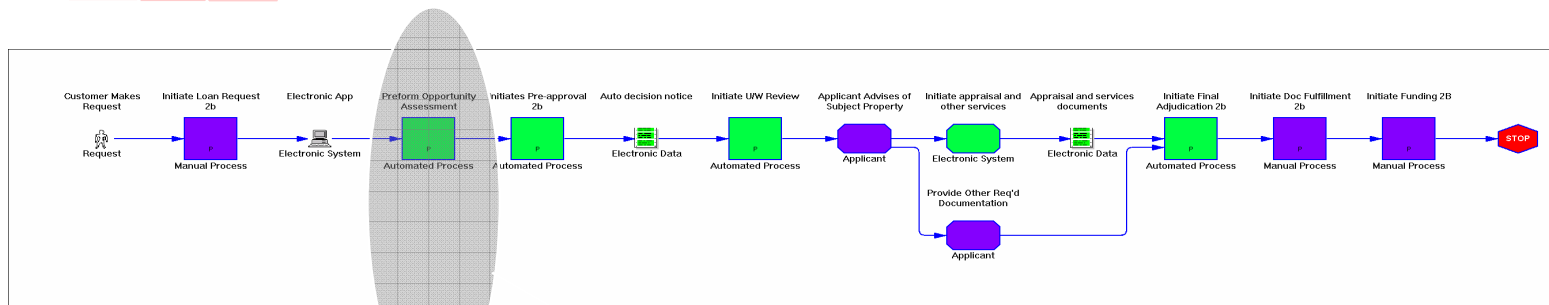 Customer Makes
Request
Request
Initiate Loan Request
2b
P
Manual Process
Electronic App
Electronic System
Preform Opportunity
Assessment
P
Automated Process
nitiates Pre-approval
2b
P
Automated Process
Auto decision notice
Electronic Data
Initiate U/W Review
P
Automated Process
Applicant Advises of
Subject Property
Applicant
Initiate appraisal and
other services
Electronic System
Appraisal and services
documents
Electronic Data
Provide Other Req'd
Documentation
Applicant
Initiate Final
Adjudication 2b
P
Automated Process
Initiate Doc Fulfillment
2b
P
Manual Process
Initiate Funding 2B
P
Manual Process
STOP